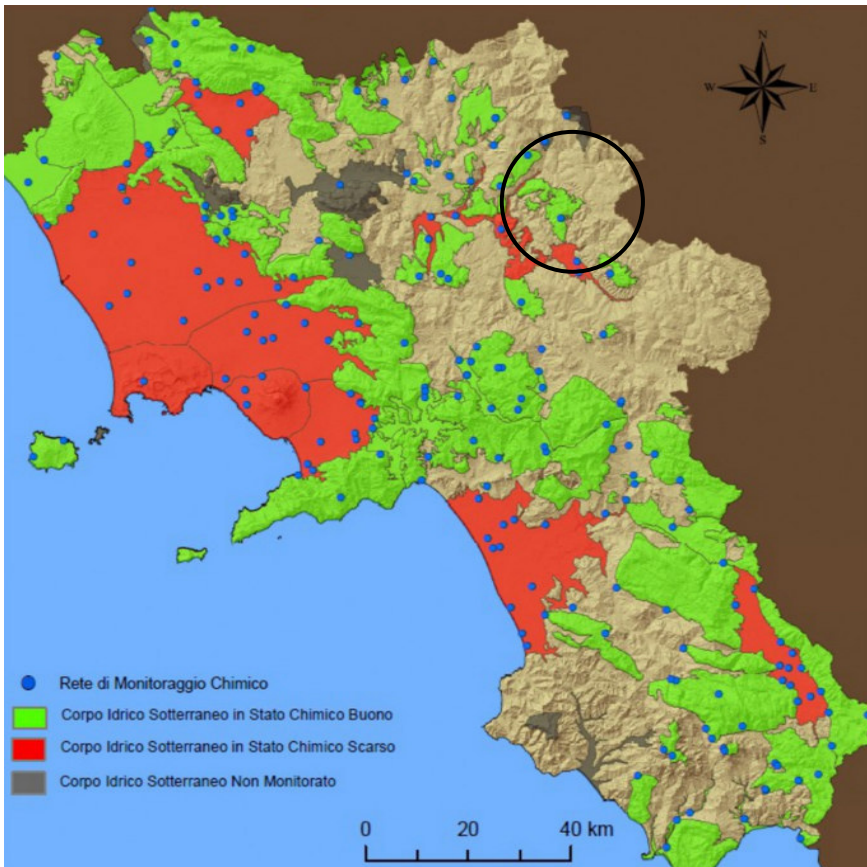 N
W E
S
Rete di Monitoraggio Chimico
Corpo Idrico Sotterraneo in Stato Chimico Buono
Corpo Idrico Sotterraneo in Stato Chimico Scarso
Corpo Idrico Sotterraneo Non Monitorato
0 20 40 km